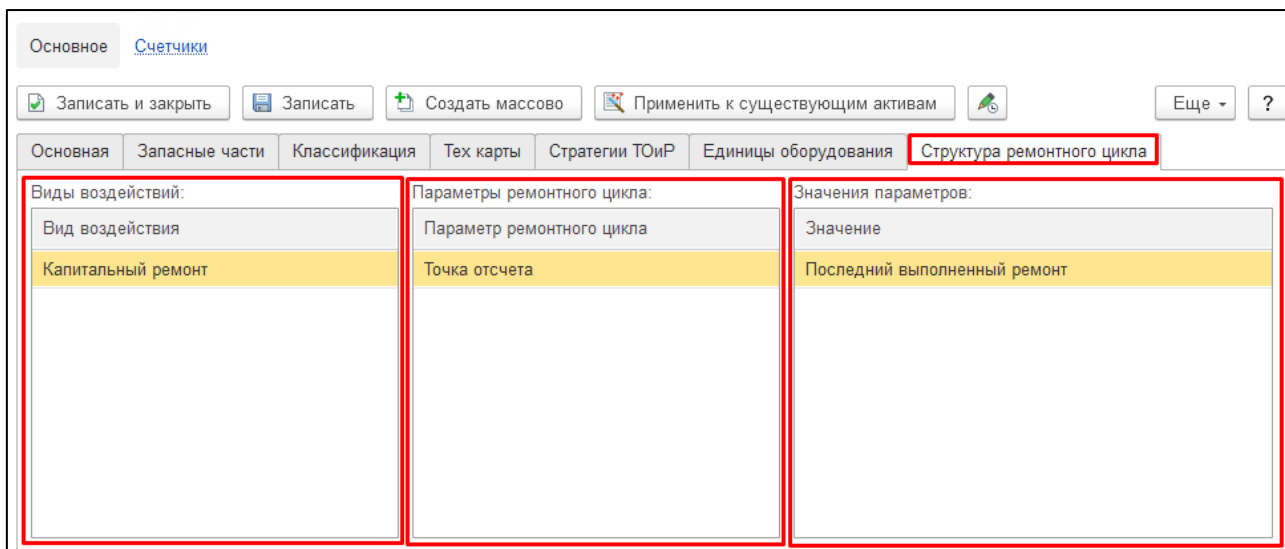 Основное Счетчики
Записать и закрыть Записать Создать массово Применить к существующим активам Еще ?
Основная Запасные части Классификация Тех карты Стратегии ТОиР Единицы оборудования Структура ремонтного цикла
Виды воздействий: Параметры ремонтного цикла: Значения параметров:
Вид воздействия Параметр ремонтного цикла Значение
Капитальный ремонт Точка отсчета Последний выполненный ремонт